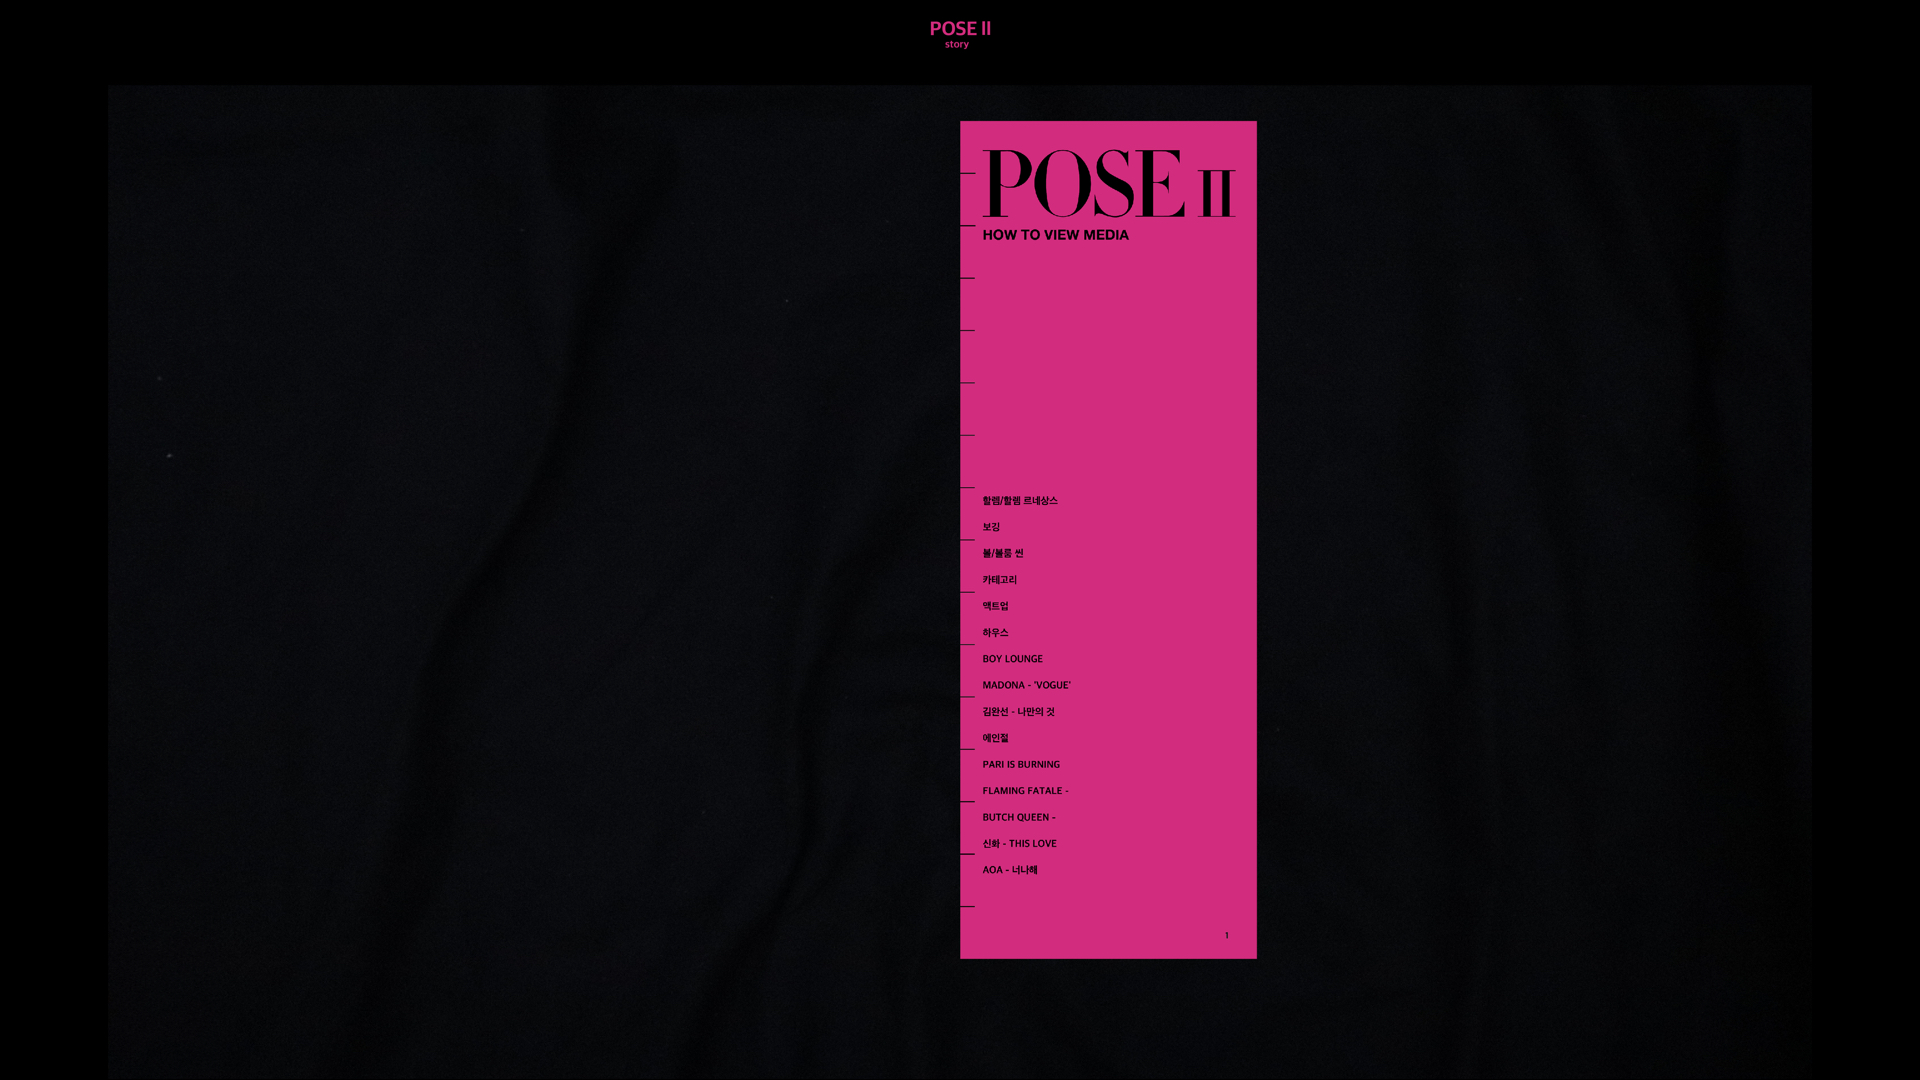 POSE II
story
POSE II
HOW TO VIEW MEDIA
할렘/할렘 르네상스
보깅
볼/볼룸 씬
카테고리
액트업
하우스
BOY LOUNGE
MADONA - 'VOGUE'
김완선 - 나만의 것
메인젎
PARI IS BURNING
FLAMING FATALE -
BUTCH QUEEN -
신화 - THIS LOVE
AOA - 너나해
1